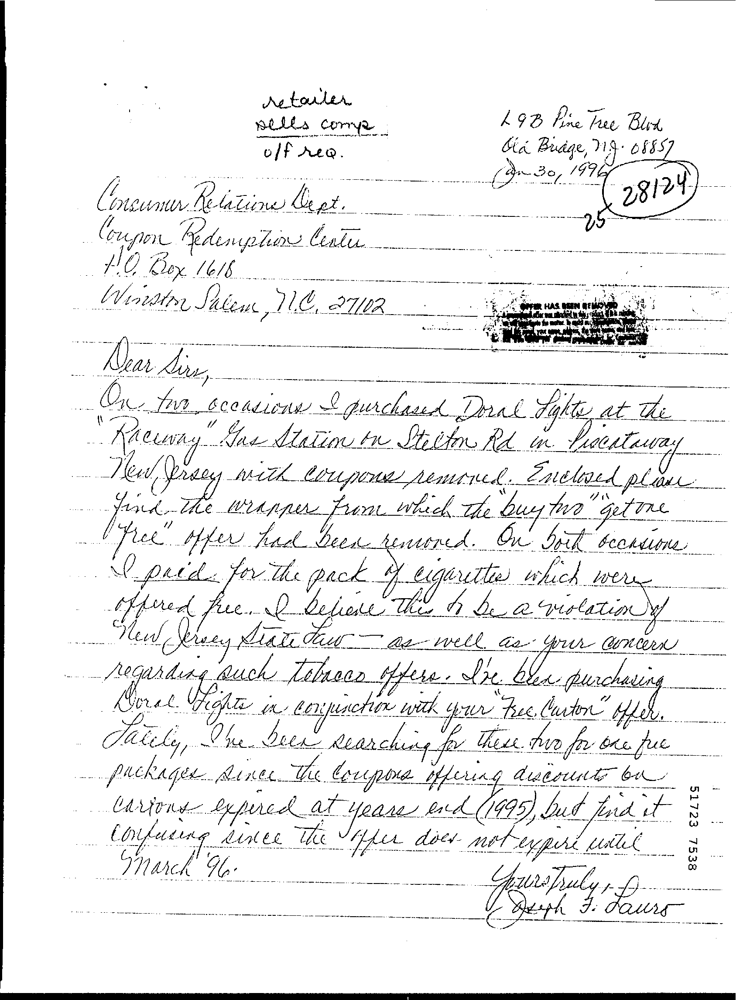 retailer
sells comp
o/f req.
L9B Pine Tree Blvd
Old Bridge, N.J. 08857
Jan 30, 1996
28124
25
Consumer Relations Dept.
Coupon Redemption Center
P.O. Box 1618
Winston Salem, N.C. 27102
OFFER HAS BEEN REMOVED
Dear Sirs,
On two occasions I purchased Doral Lights at the
"Raceway" Gas Station on Stelton Rd in Piscataway
New Jersey with coupons removed. Enclosed please
find the wrapper from which the "buy two" "get one
free" offer had been removed. On both occasions
I paid for the pack of cigarettes which were
offered free. I believe this to be a violation of
New Jersey State Law — as well as your concern
regarding such tobacco offers. I've been purchasing
Doral Lights in conjunction with your "Free Carton" offer.
Lately, I've been searching for these two for one free
packages since the coupons offering discounts on
cartons expired at years end (1995), but find it
confusing since the offer does not expire until
March '96.
Yours Truly,
Joseph F. Lauro
51723 7538